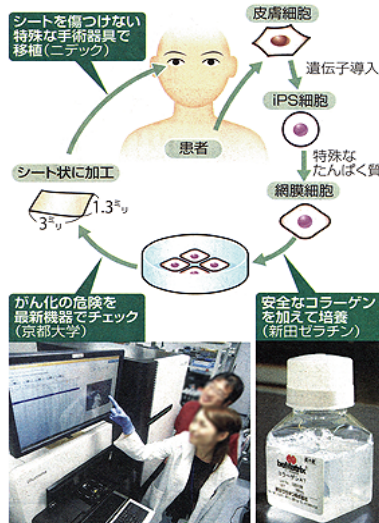 シートを傷つけない
特殊な手術器具で
移植(ニデック)
皮膚細胞
遺伝子導入
iPS細胞
患者
特殊な
たんぱく質
シート状に加工
網膜細胞
1.3ミリ
3ミリ
がん化の危険を
最新機器でチェック
(京都大学)
安全なコラーゲン
を加えて培養
(新田ゼラチン)